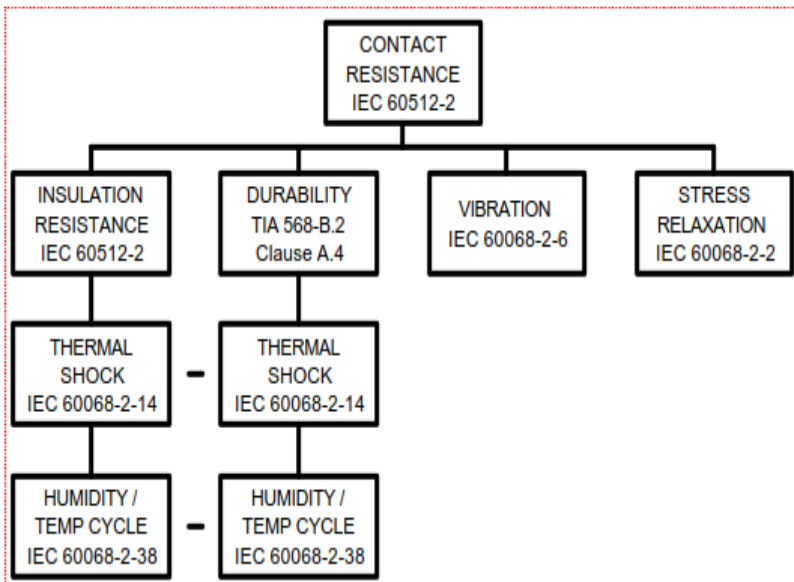 CONTACT
RESISTANCE
IEC 60512-2
INSULATION
RESISTANCE
IEC 60512-2
DURABILITY
TIA 568-B.2
Clause A.4
VIBRATION
IEC 60068-2-6
STRESS
RELAXATION
IEC 60068-2-2
THERMAL
SHOCK
IEC 60068-2-14
THERMAL
SHOCK
IEC 60068-2-14
HUMIDITY /
TEMP CYCLE
IEC 60068-2-38
HUMIDITY /
TEMP CYCLE
IEC 60068-2-38